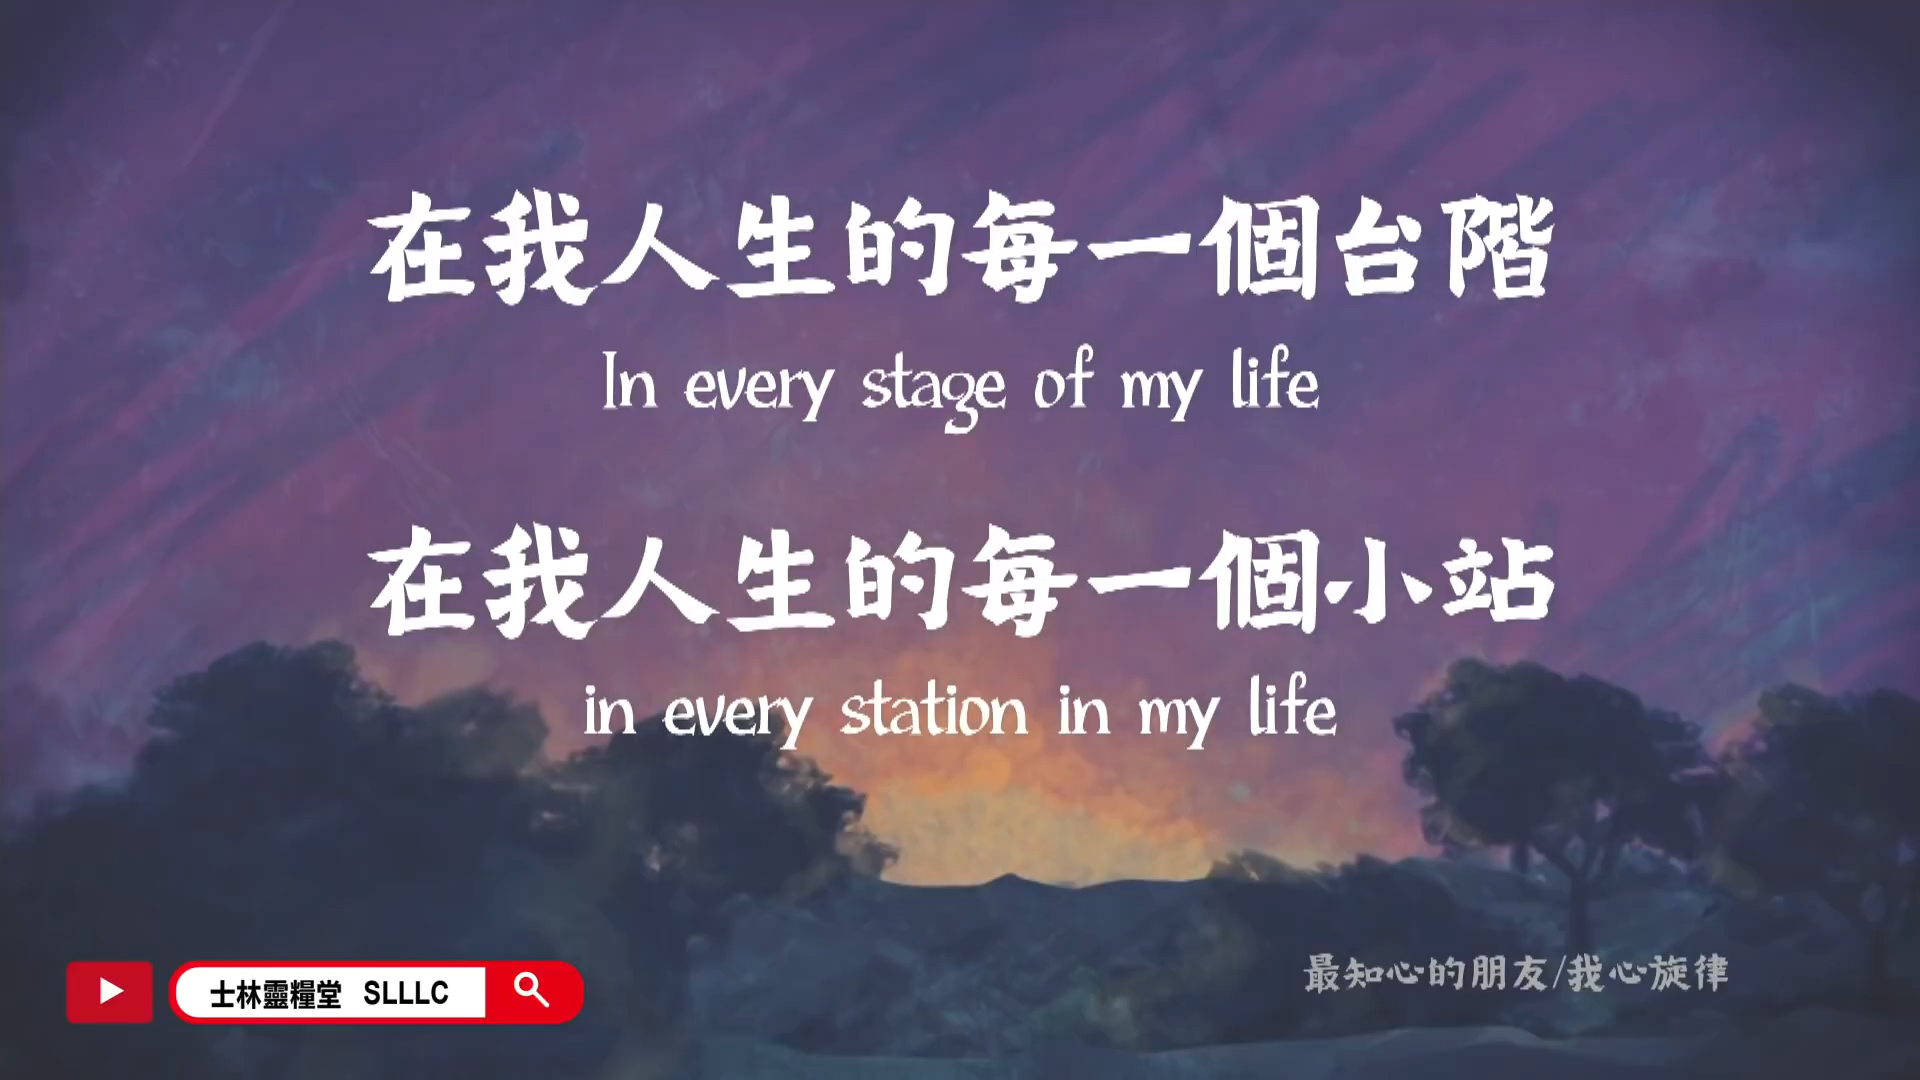 在我人生的每一個台階
In every stage of my life
在我人生的每一個小站
in every station in my life
最知心的朋友/我心旋律
士林靈糧堂 SLLLC